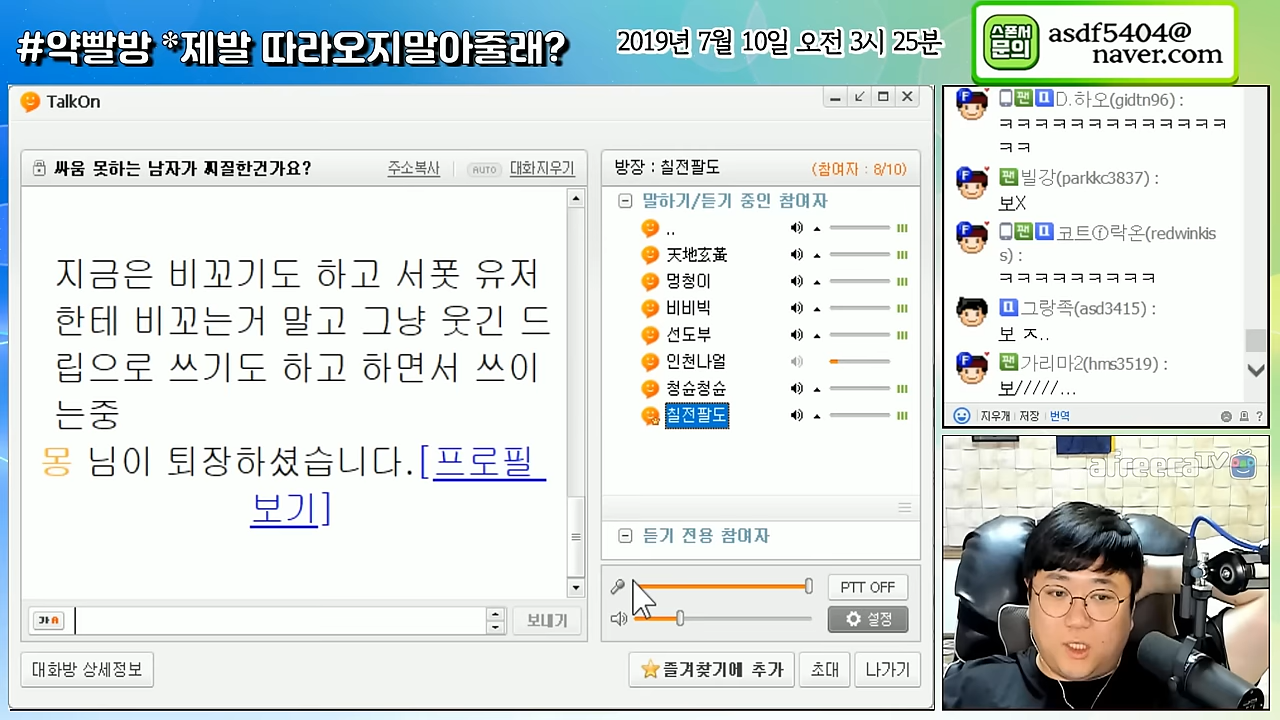 #약빨방 *제발 따라오지말아줄래?
2019년 7월 10일 오전 3시 25분
스폰서
문의
asdf5404@
naver.com
TalkOn
싸움 못하는 남자가 찌질한건가요?
주소복사
AUTO
대화지우기
지금은 비꼬기도 하고 서폿 유저
한테 비꼬는거 말고 그냥 웃긴 드
립으로 쓰기도 하고 하면서 쓰이
는중
몽 님이 퇴장하셨습니다.[프로필
보기]
가A
보내기
대화방 상세정보
방장 : 칠전팔도
(참여자 : 8/10)
말하기/듣기 중인 참여자
..
天地玄黃
멍청미
비비빅
선도부
인천나얼
청슌청슌
칠전팔도
듣기 전용 참여자
PTT OFF
설정
즐겨찾기에 추가
초대
나가기
팬 D.하오(gidtn96) :
ㅋㅋㅋㅋㅋㅋㅋㅋㅋㅋㅋㅋㅋ
ㅋㅋ
팬 빌강(parkkc3837) :
보X
팬 코트ⓕ락온(redwinkis
s) :
ㅋㅋㅋㅋㅋㅋㅋㅋㅋ
그랑족(asd3415) :
보 ㅈ..
팬 가리마2(hms3519) :
보/////...
지우개
저장
번역
afreecaTV